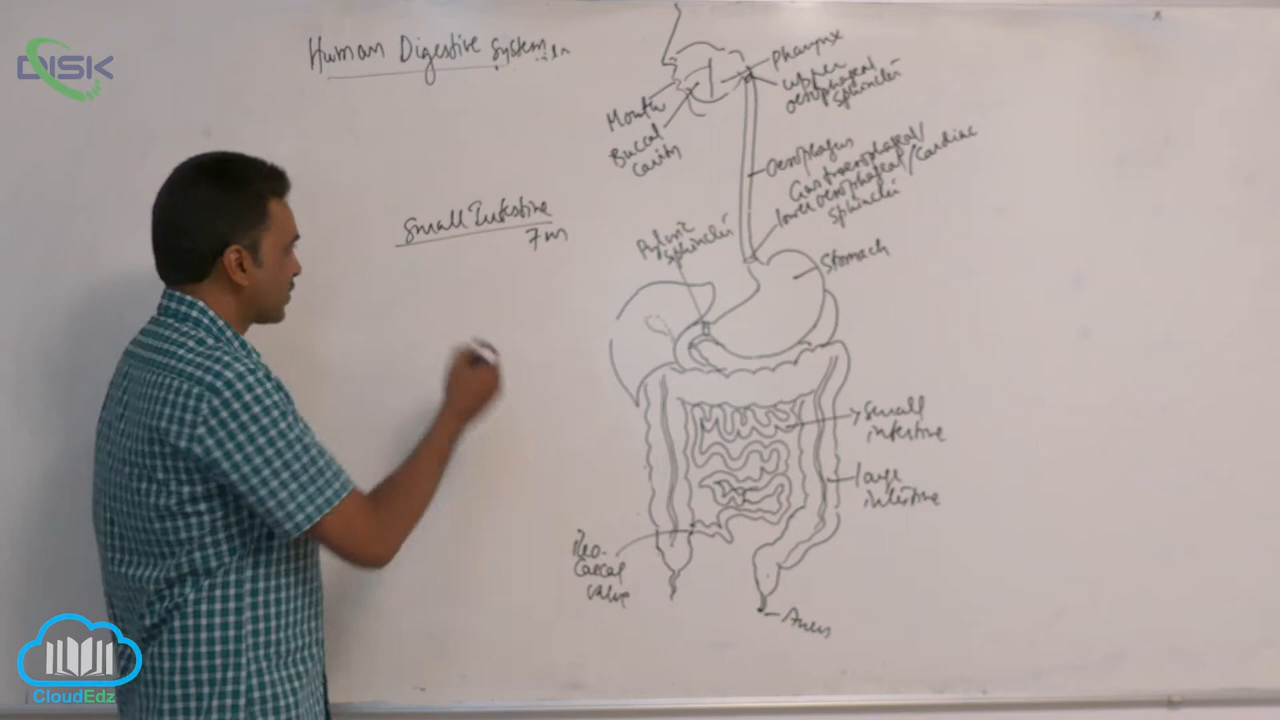 DISK
Human Digestive System
Pharynx
upper
oesophageal
sphincter
Mouth
Buccal
cavity
Oesophagus
Gastroesophageal/
lower oesophageal/Cardiac
sphincter
Small Intestine
7m
Pyloric
sphincter
Stomach
Small
intestine
large
intestine
Ileo-
Caecal
valve
Anus
CloudEdz